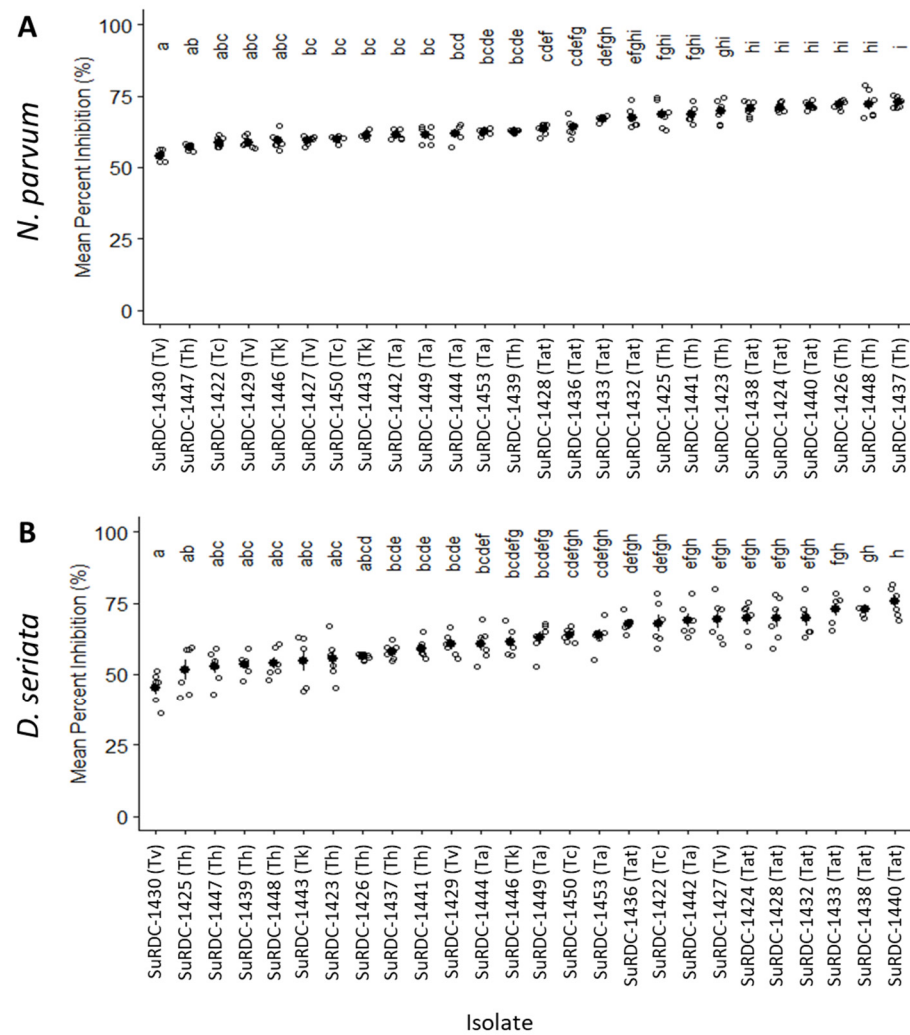 A
N. parvum
Mean Percent Inhibition (%)
100
75
50
25
0
a ab abc abc abc bc bc bc bc bc bcd bcde bcde cdef cdefg defgh efghi fghi fghi ghi hi hi hi hi hi i
SuRDC-1430 (Tv)
SuRDC-1447 (Th)
SuRDC-1422 (Tc)
SuRDC-1429 (Tv)
SuRDC-1446 (Tk)
SuRDC-1427 (Tv)
SuRDC-1450 (Tc)
SuRDC-1443 (Tk)
SuRDC-1442 (Ta)
SuRDC-1449 (Ta)
SuRDC-1444 (Ta)
SuRDC-1453 (Ta)
SuRDC-1439 (Th)
SuRDC-1428 (Tat)
SuRDC-1436 (Tat)
SuRDC-1433 (Tat)
SuRDC-1432 (Tat)
SuRDC-1425 (Th)
SuRDC-1441 (Th)
SuRDC-1423 (Th)
SuRDC-1438 (Tat)
SuRDC-1424 (Tat)
SuRDC-1440 (Tat)
SuRDC-1426 (Th)
SuRDC-1448 (Th)
SuRDC-1437 (Th)
B
D. seriata
Mean Percent Inhibition (%)
100
75
50
25
0
a ab abc abc abc abc abc abcd bcde bcde bcde bcdef bcdefg bcdefg cdefgh cdefgh defgh defgh efgh efgh efgh efgh efgh fgh gh h
SuRDC-1430 (Tv)
SuRDC-1425 (Th)
SuRDC-1447 (Th)
SuRDC-1439 (Th)
SuRDC-1448 (Th)
SuRDC-1443 (Tk)
SuRDC-1423 (Th)
SuRDC-1426 (Th)
SuRDC-1437 (Th)
SuRDC-1441 (Th)
SuRDC-1429 (Tv)
SuRDC-1444 (Ta)
SuRDC-1446 (Tk)
SuRDC-1449 (Ta)
SuRDC-1450 (Tc)
SuRDC-1453 (Ta)
SuRDC-1436 (Tat)
SuRDC-1422 (Tc)
SuRDC-1442 (Ta)
SuRDC-1427 (Tv)
SuRDC-1424 (Tat)
SuRDC-1428 (Tat)
SuRDC-1432 (Tat)
SuRDC-1433 (Tat)
SuRDC-1438 (Tat)
SuRDC-1440 (Tat)
Isolate